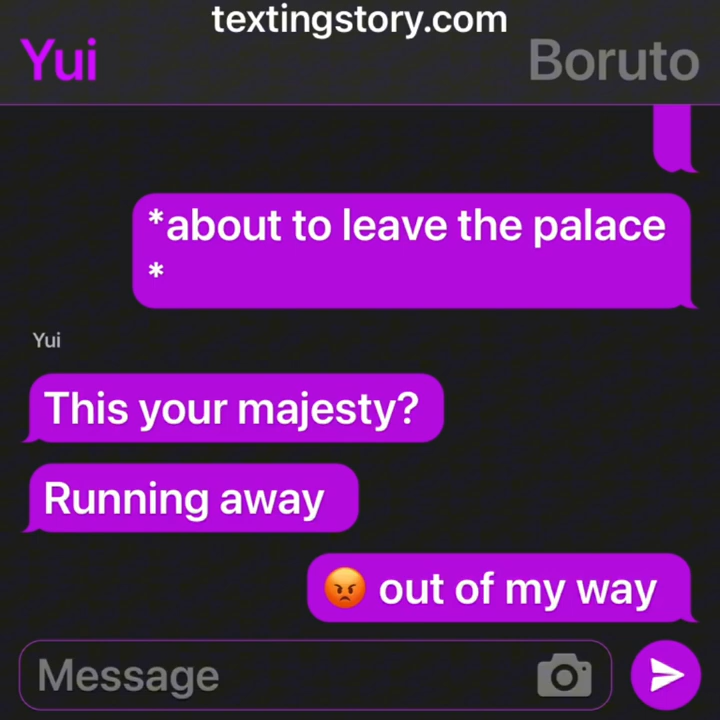 textingstory.com
Yui
Boruto
*about to leave the palace
*
Yui
This your majesty?
Running away
😡 out of my way
Message